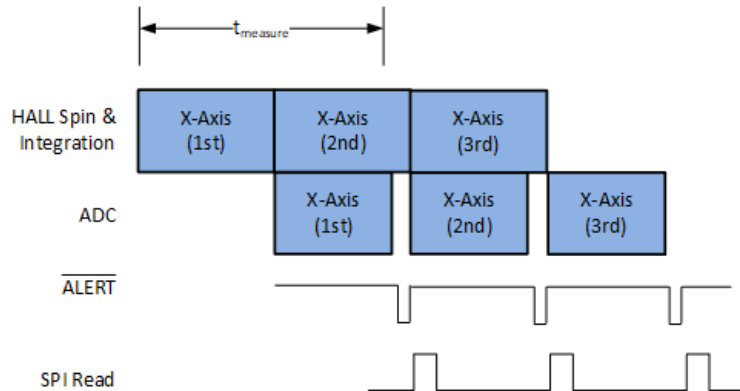 tmeasure
HALL Spin &
Integration
X-Axis
(1st)
X-Axis
(2nd)
X-Axis
(3rd)
ADC
X-Axis
(1st)
X-Axis
(2nd)
X-Axis
(3rd)
ALERT
SPI Read